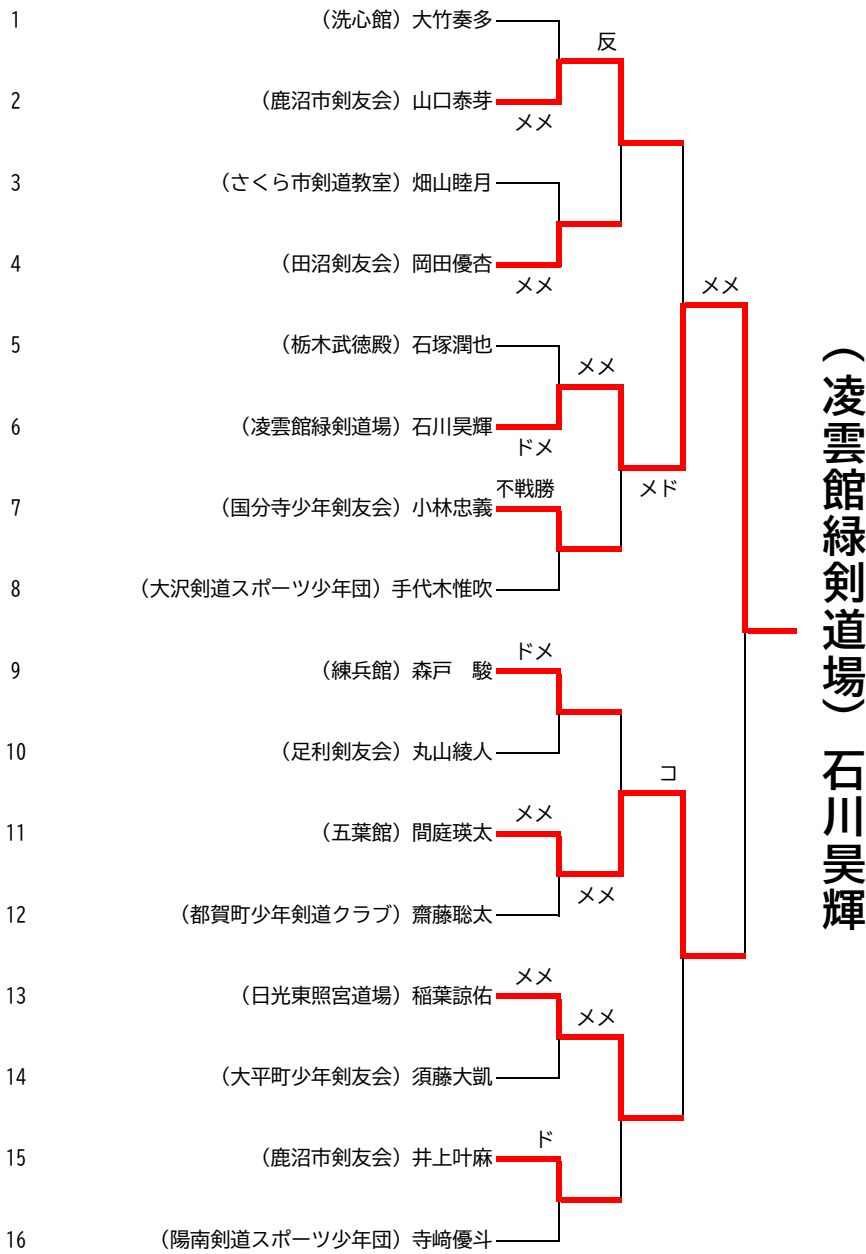 1 （洗心館）大竹奏多
反
2 （鹿沼市剣友会）山口泰芽
メメ
3 （さくら市剣道教室）畑山睦月
4 （田沼剣友会）岡田優杏
メメ
メメ
5 （栃木武徳殿）石塚潤也
メメ
6 （凌雲館緑剣道場）石川昊輝
ドメ
不戦勝
メド
7 （国分寺少年剣友会）小林忠義
8 （大沢剣道スポーツ少年団）手代木惟吹
ドメ
9 （練兵館）森戸　駿
10 （足利剣友会）丸山綾人
コ
メメ
11 （五葉館）間庭瑛太
メメ
12 （都賀町少年剣道クラブ）齋藤聡太
メメ
13 （日光東照宮道場）稲葉諒佑
メメ
14 （大平町少年剣友会）須藤大凱
ド
15 （鹿沼市剣友会）井上叶麻
16 （陽南剣道スポーツ少年団）寺﨑優斗
（凌雲館緑剣道場）石川昊輝